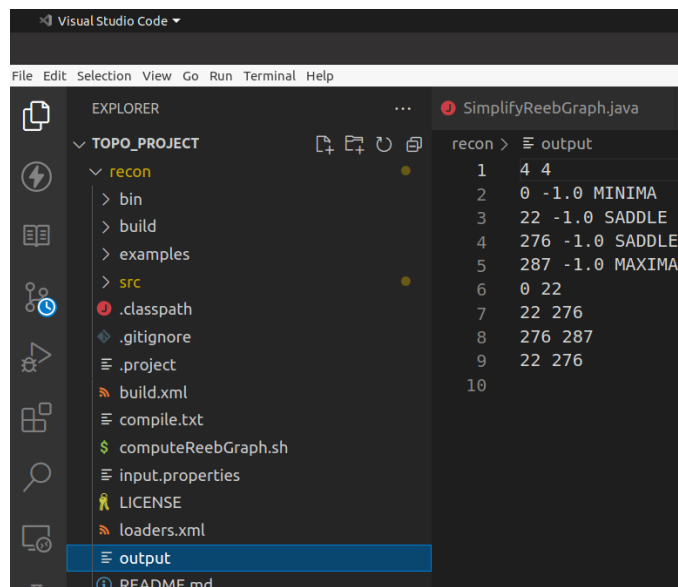 Visual Studio Code
File Edit Selection View Go Run Terminal Help
EXPLORER
TOPO_PROJECT
recon
bin
build
examples
src
.classpath
.gitignore
.project
build.xml
compile.txt
$ computeReebGraph.sh
input.properties
LICENSE
loaders.xml
output
README.md
SimplifyReebGraph.java
recon > output
1 4 4
2 0 -1.0 MINIMA
3 22 -1.0 SADDLE
4 276 -1.0 SADDLE
5 287 -1.0 MAXIMA
6 0 22
7 22 276
8 276 287
9 22 276
10